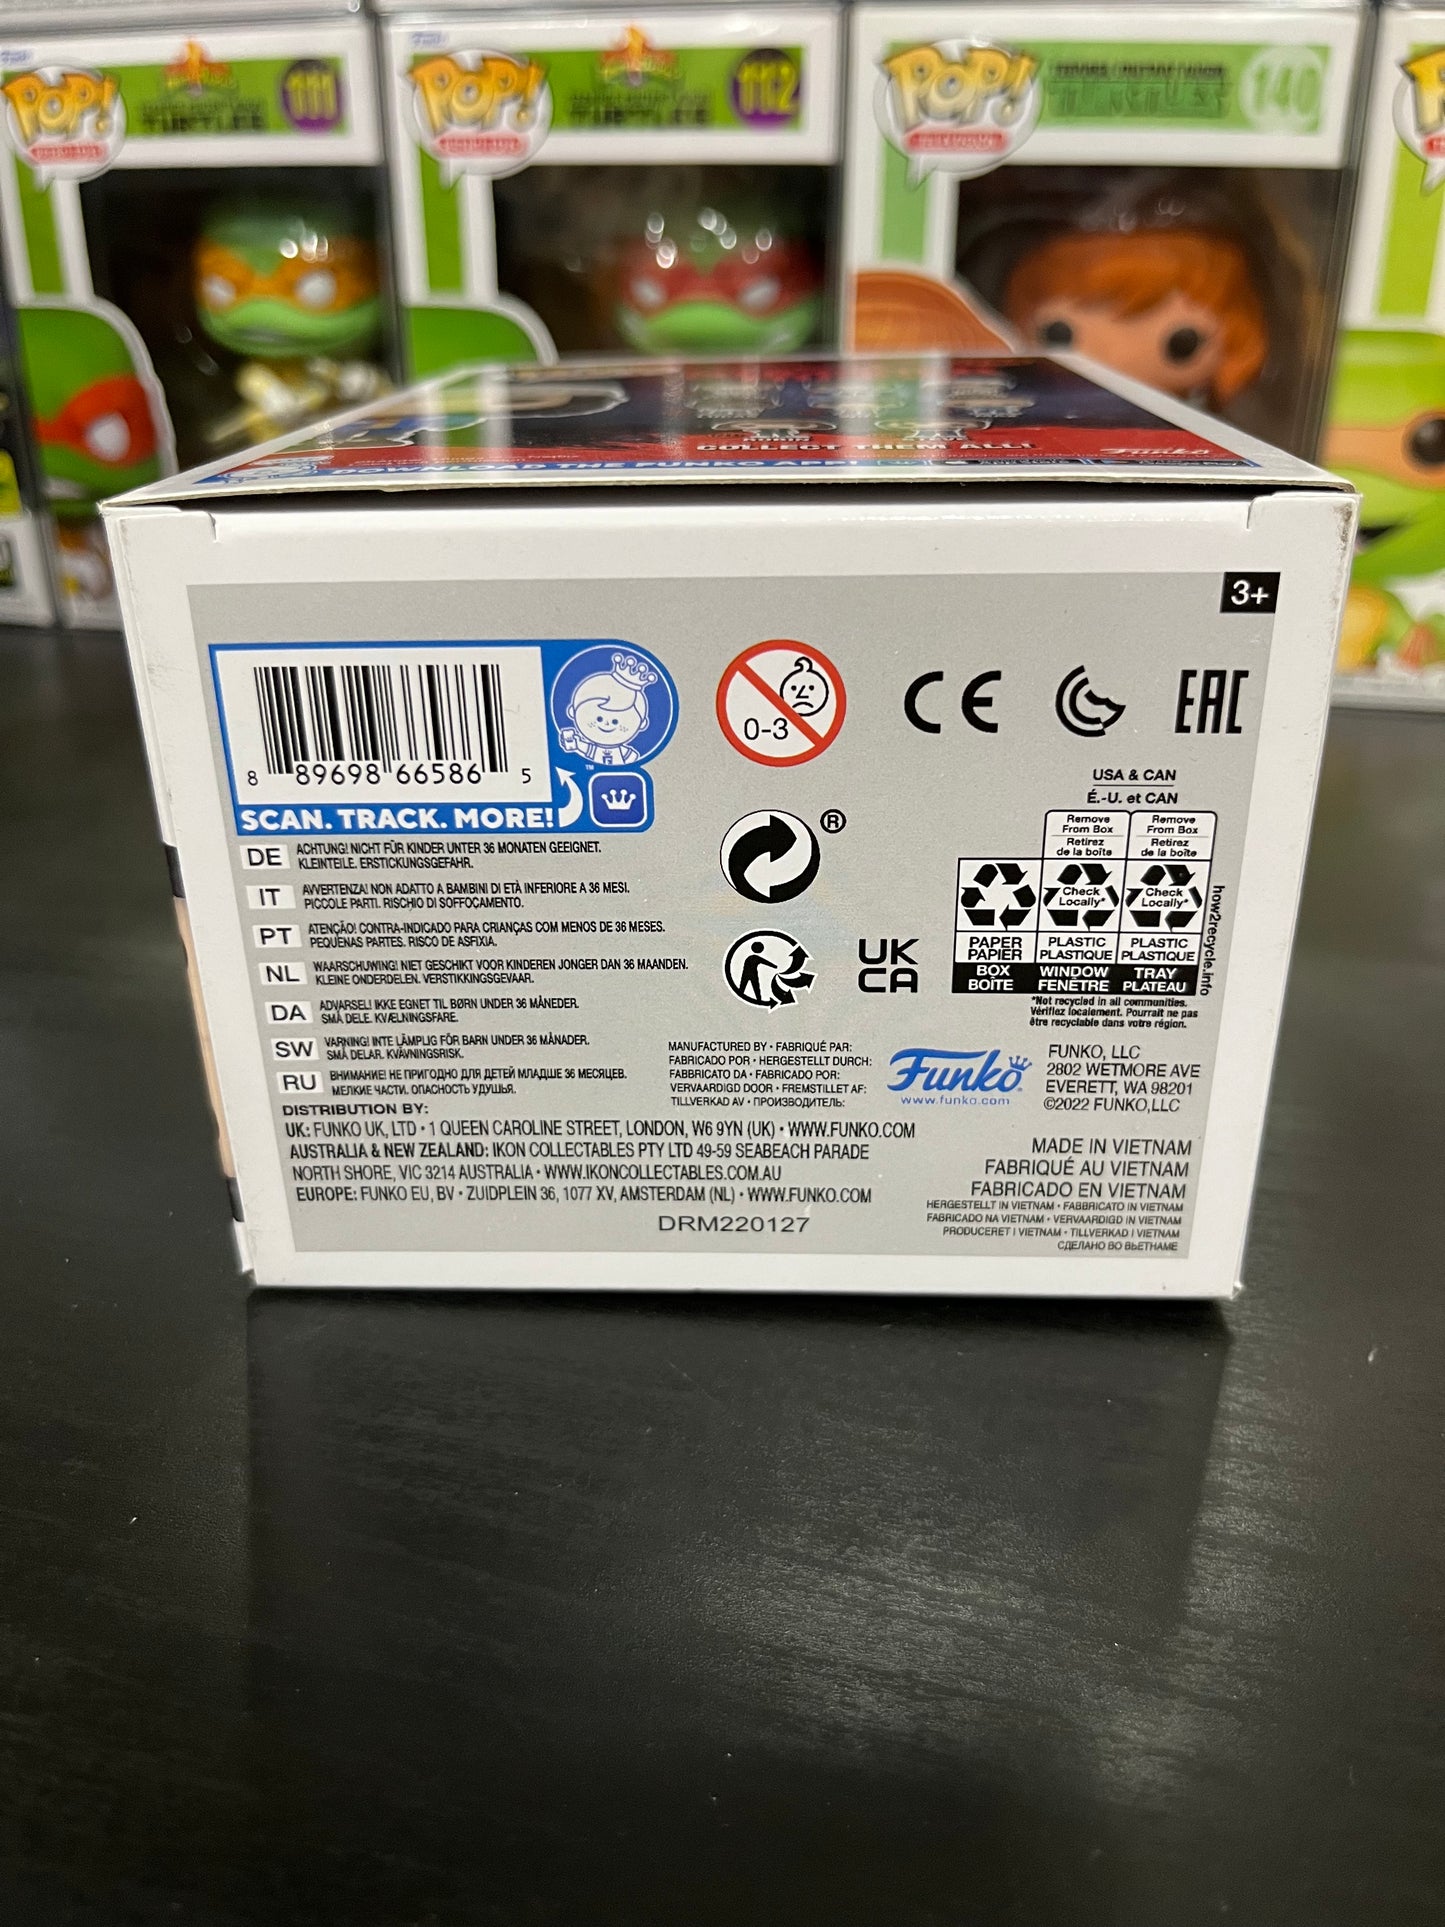 POP!
111
TURTLES
POP!
112
TURTLES
POP!
TELEVISION
140
COLLECT THEM ALL!
Funko
DOWNLOAD THE FUNKO APP!
3+
8 89698 66586 5
SCAN. TRACK. MORE!
TM
0-3
CE
EAC
USA & CAN
É.-U. et CAN
Remove From Box
Retirez de la boîte
Remove From Box
Retirez de la boîte
Check Locally*
Check Locally*
PAPER
PAPIER
PLASTIC
PLASTIQUE
PLASTIC
PLASTIQUE
BOX
BOÎTE
WINDOW
FENÊTRE
TRAY
PLATEAU
how2recycle.info
*Not recycled in all communities.
Vérifiez localement. Pourrait ne pas
être recyclable dans votre région.
®
UK
CA
DE ACHTUNG! NICHT FÜR KINDER UNTER 36 MONATEN GEEIGNET.
KLEINTEILE. ERSTICKUNGSGEFAHR.
IT AVVERTENZA! NON ADATTO A BAMBINI DI ETÀ INFERIORE A 36 MESI.
PICCOLE PARTI. RISCHIO DI SOFFOCAMENTO.
PT ATENÇÃO! CONTRA-INDICADO PARA CRIANÇAS COM MENOS DE 36 MESES.
PEQUENAS PARTES. RISCO DE ASFIXIA.
NL WAARSCHUWING! NIET GESCHIKT VOOR KINDEREN JONGER DAN 36 MAANDEN.
KLEINE ONDERDELEN. VERSTIKKINGSGEVAAR.
DA ADVARSEL! IKKE EGNET TIL BØRN UNDER 36 MÅNEDER.
SMÅ DELE. KVÆLNINGSFARE.
SW VARNING! INTE LÄMPLIG FÖR BARN UNDER 36 MÅNADER.
SMÅ DELAR. KVÄVNINGSRISK.
RU ВНИМАНИЕ! НЕ ПРИГОДНО ДЛЯ ДЕТЕЙ МЛАДШЕ 36 МЕСЯЦЕВ.
МЕЛКИЕ ЧАСТИ. ОПАСНОСТЬ УДУШЬЯ.
MANUFACTURED BY • FABRIQUÉ PAR:
FABRICADO POR • HERGESTELLT DURCH:
FABBRICATO DA • FABRICADO POR:
VERVAARDIGD DOOR • FREMSTILLET AF:
TILLVERKAD AV • ПРОИЗВОДИТЕЛЬ:
Funko
www.funko.com
FUNKO, LLC
2802 WETMORE AVE
EVERETT, WA 98201
©2022 FUNKO,LLC
DISTRIBUTION BY:
UK: FUNKO UK, LTD • 1 QUEEN CAROLINE STREET, LONDON, W6 9YN (UK) • WWW.FUNKO.COM
AUSTRALIA & NEW ZEALAND: IKON COLLECTABLES PTY LTD 49-59 SEABEACH PARADE
NORTH SHORE, VIC 3214 AUSTRALIA • WWW.IKONCOLLECTABLES.COM.AU
EUROPE: FUNKO EU, BV • ZUIDPLEIN 36, 1077 XV, AMSTERDAM (NL) • WWW.FUNKO.COM
DRM220127
MADE IN VIETNAM
FABRIQUÉ AU VIETNAM
FABRICADO EN VIETNAM
HERGESTELLT IN VIETNAM • FABBRICATO IN VIETNAM
FABRICADO NA VIETNAM • VERVAARDIGD IN VIETNAM
PRODUCERET I VIETNAM • TILLVERKAD I VIETNAM
СДЕЛАНО ВО ВЬЕТНАМЕ